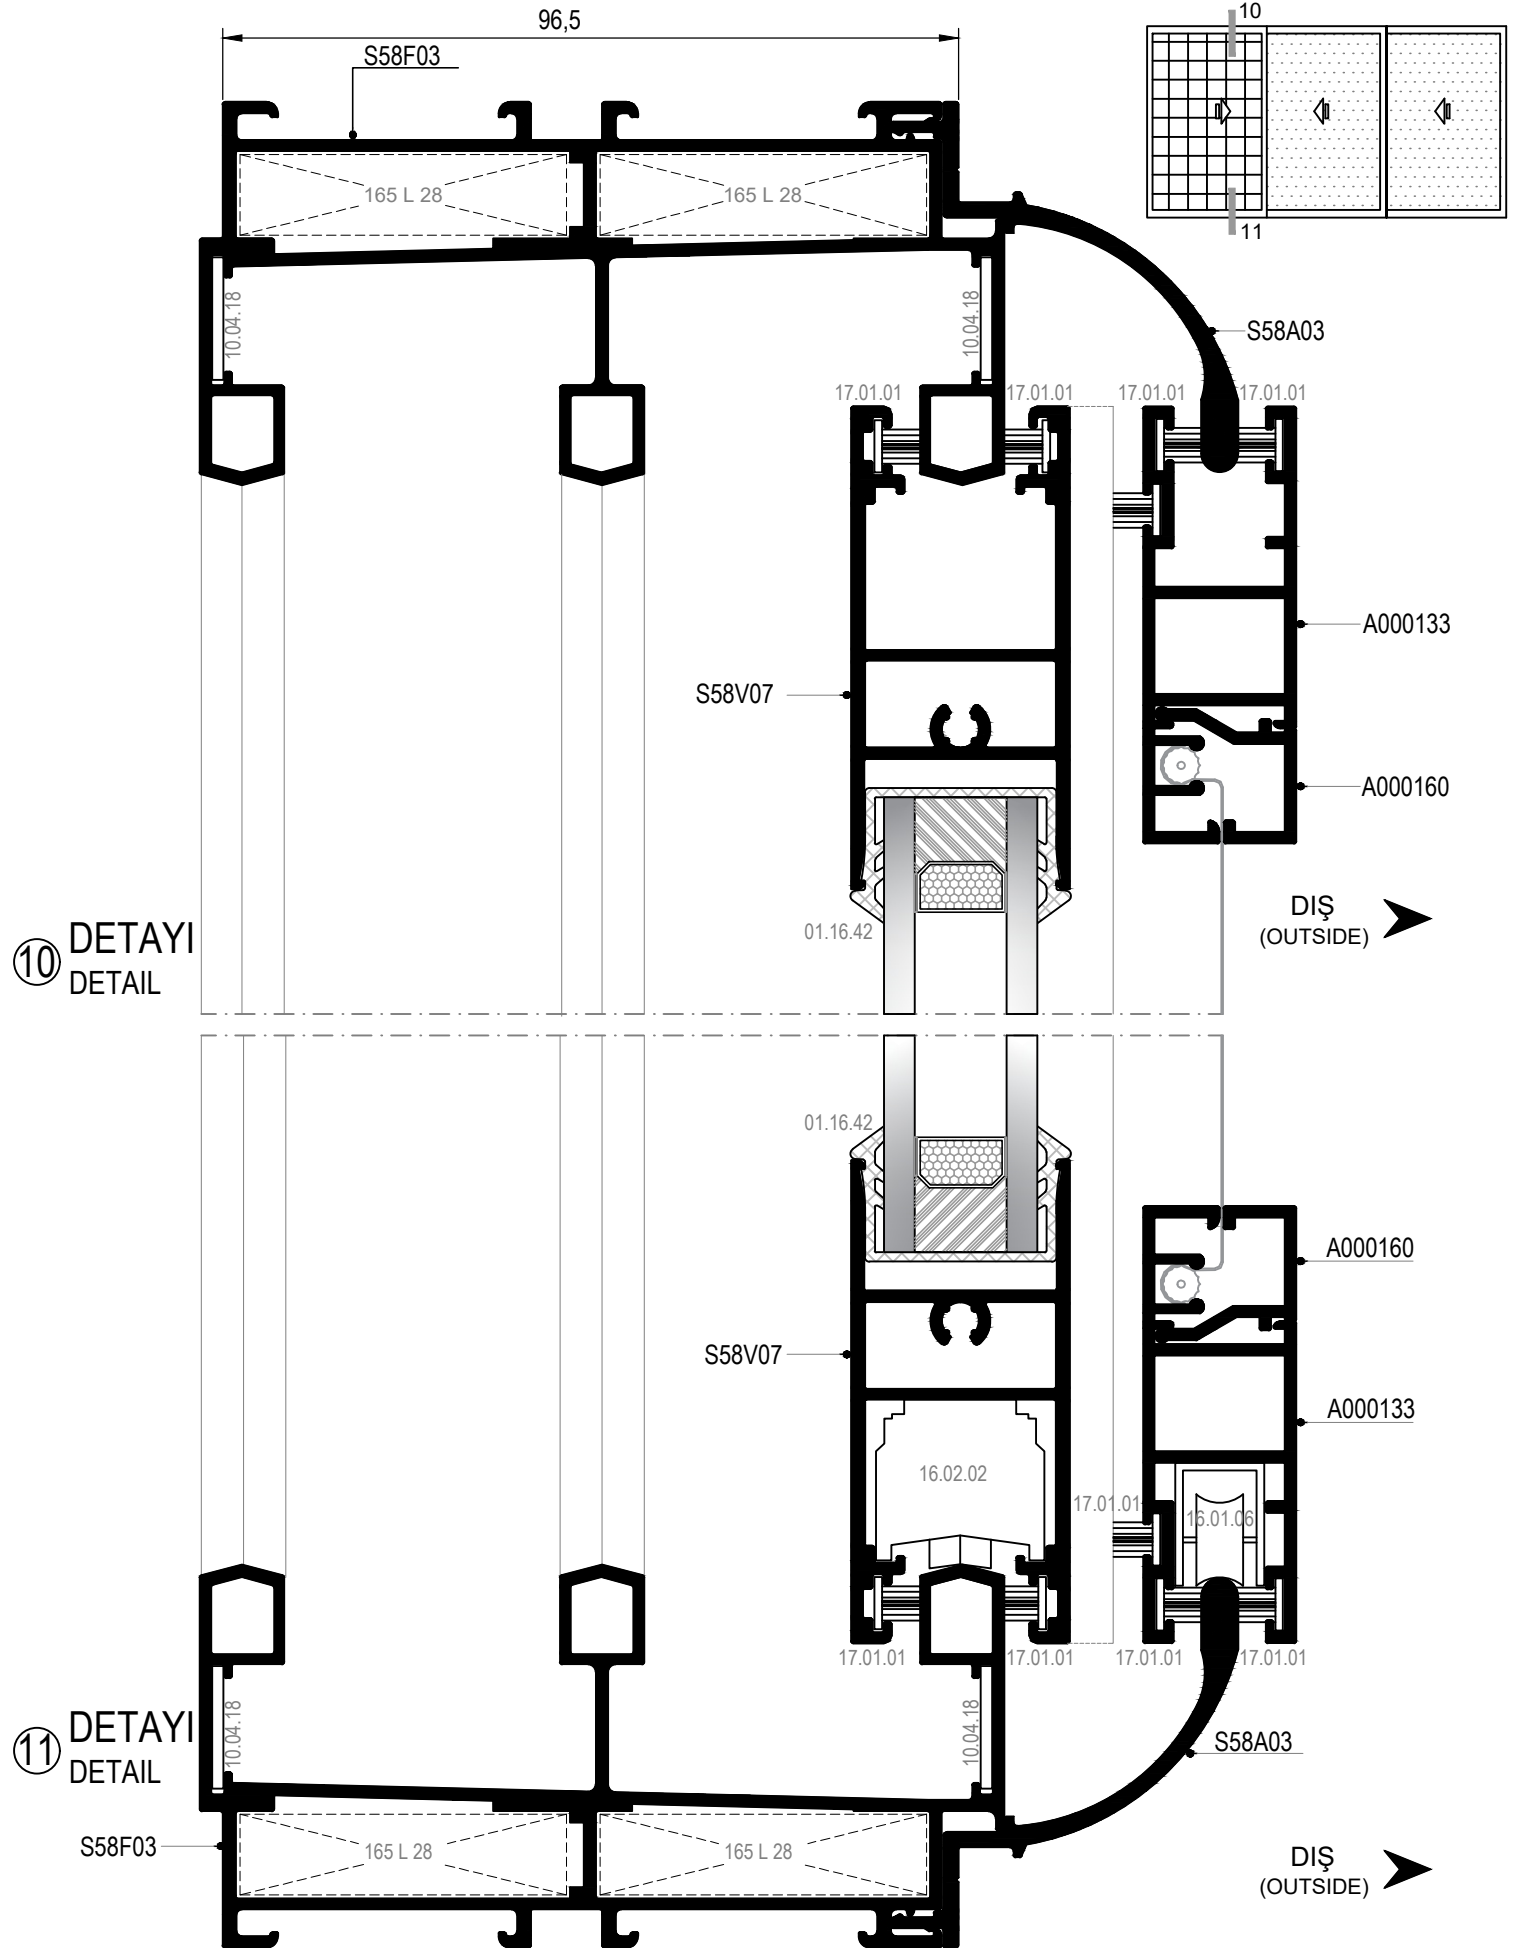 96,5
S58F03
10
165 L 28
165 L 28
11
10.04.18
10.04.18
S58A03
17.01.01
17.01.01
17.01.01
17.01.01
A000133
S58V07
A000160
01.16.42
DIŞ
(OUTSIDE)
10 DETAYI
DETAIL
01.16.42
A000160
S58V07
A000133
16.02.02
17.01.01
16.01.06
17.01.01
17.01.01
17.01.01
17.01.01
10.04.18
10.04.18
11 DETAYI
DETAIL
S58A03
S58F03
165 L 28
165 L 28
DIŞ
(OUTSIDE)